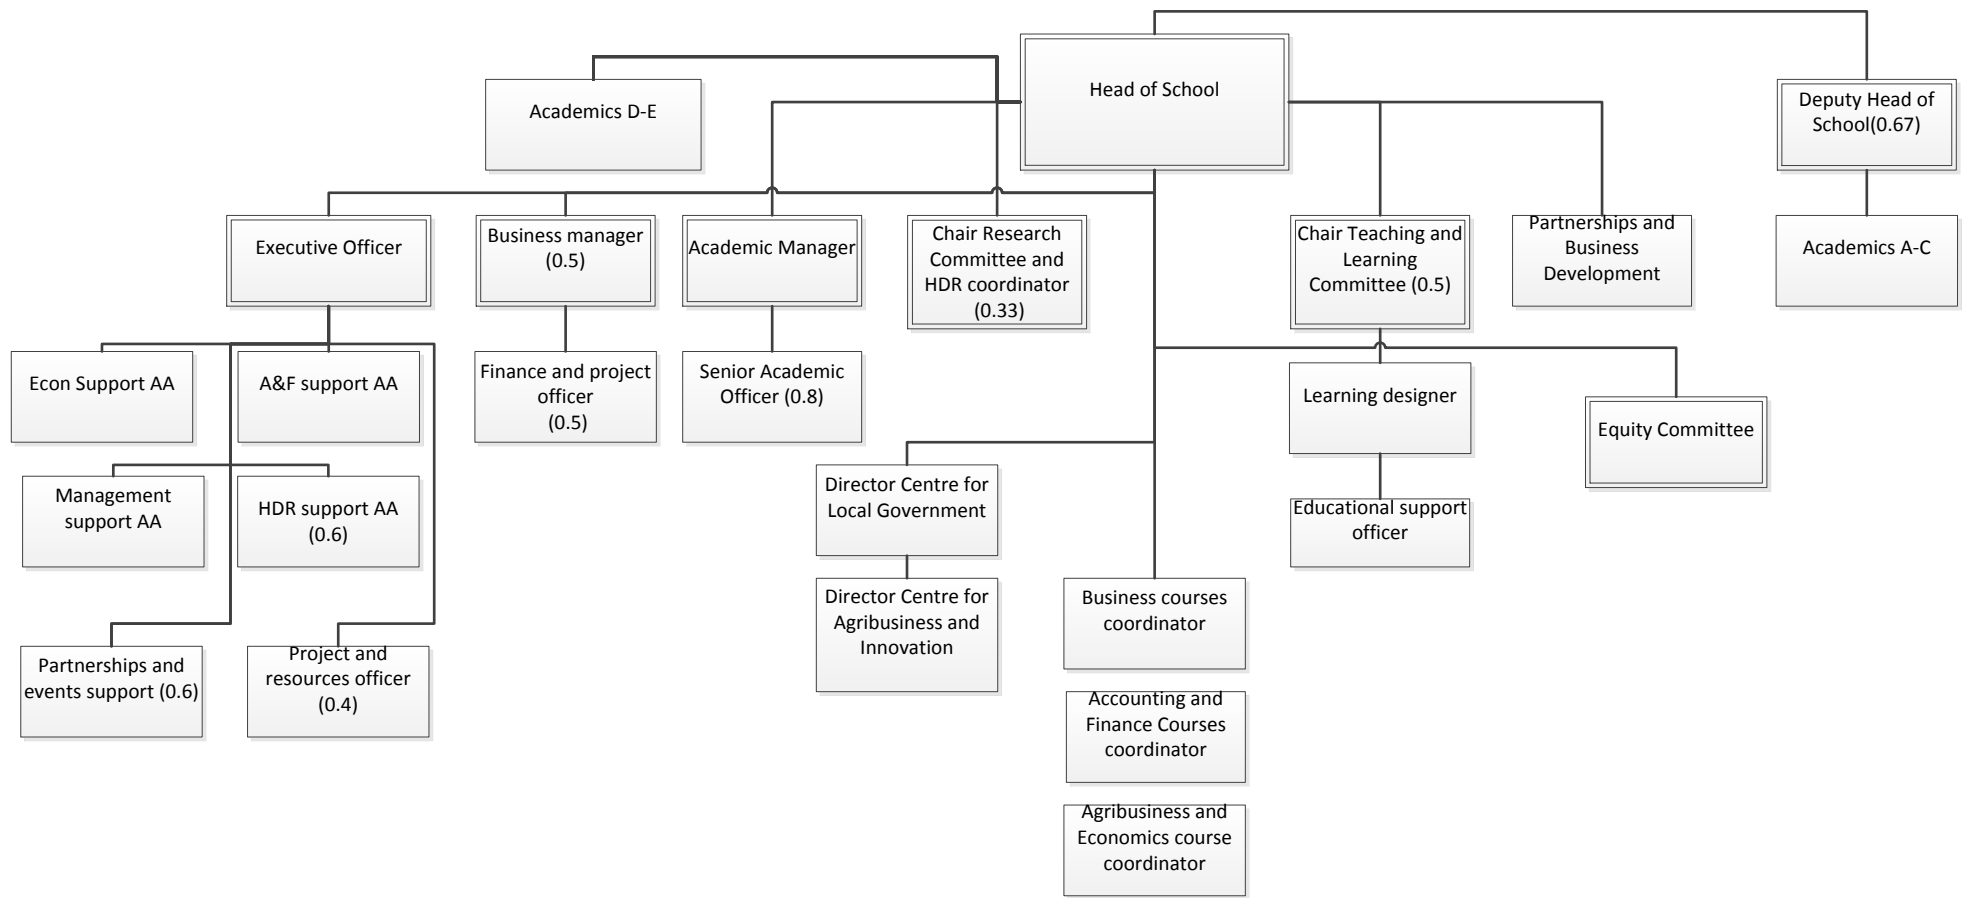 Head of School
Academics D-E
Deputy Head of
School(0.67)
Executive Officer
Business manager
(0.5)
Academic Manager
Chair Research
Committee and
HDR coordinator
(0.33)
Chair Teaching and
Learning
Committee (0.5)
Partnerships and
Business
Development
Academics A-C
Econ Support AA
A&F support AA
Finance and project
officer
(0.5)
Senior Academic
Officer (0.8)
Learning designer
Equity Committee
Management
support AA
HDR support AA
(0.6)
Director Centre for
Local Government
Educational support
officer
Director Centre for
Agribusiness and
Innovation
Business courses
coordinator
Partnerships and
events support (0.6)
Project and
resources officer
(0.4)
Accounting and
Finance Courses
coordinator
Agribusiness and
Economics course
coordinator